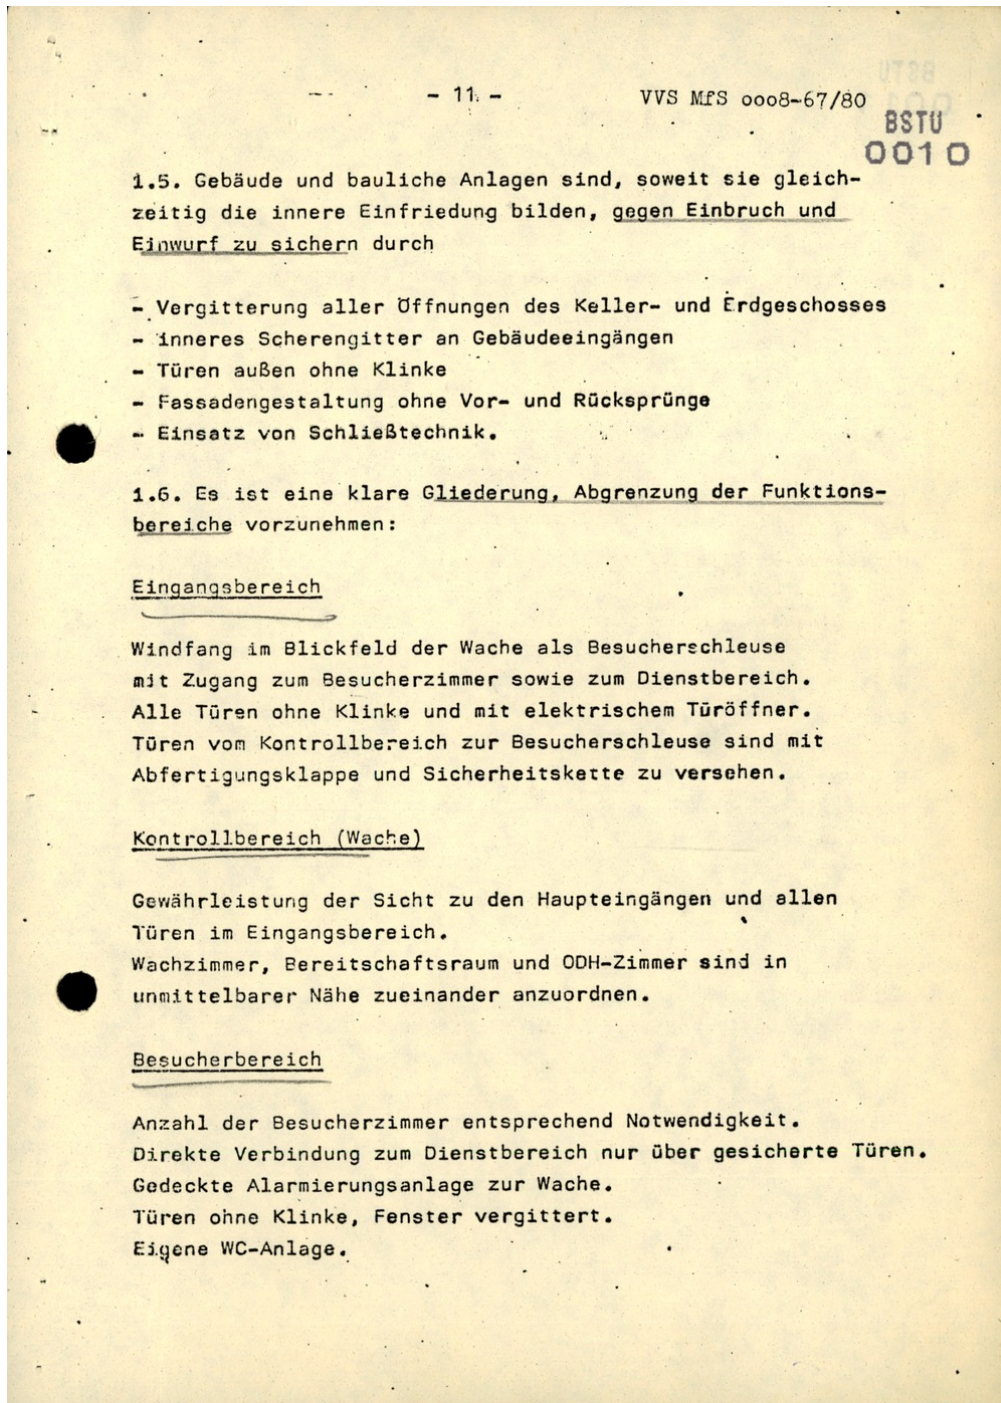 - 11 -
VVS MfS ooo8-67/80
BSTU
0010
1.5. Gebäude und bauliche Anlagen sind, soweit sie gleich-
zeitig die innere Einfriedung bilden, gegen Einbruch und
Einwurf zu sichern durch
- Vergitterung aller Öffnungen des Keller- und Erdgeschosses
- inneres Scherengitter an Gebäudeeingängen
- Türen außen ohne Klinke
- Fassadengestaltung ohne Vor- und Rücksprünge
- Einsatz von Schließtechnik.
1.6. Es ist eine klare Gliederung, Abgrenzung der Funktions-
bereiche vorzunehmen:
Eingangsbereich
Windfang im Blickfeld der Wache als Besucherschleuse
mit Zugang zum Besucherzimmer sowie zum Dienstbereich.
Alle Türen ohne Klinke und mit elektrischem Türöffner.
Türen vom Kontrollbereich zur Besucherschleuse sind mit
Abfertigungsklappe und Sicherheitskette zu versehen.
Kontrollbereich (Wache)
Gewährleistung der Sicht zu den Haupteingängen und allen
Türen im Eingangsbereich.
Wachzimmer, Bereitschaftsraum und ODH-Zimmer sind in
unmittelbarer Nähe zueinander anzuordnen.
Besucherbereich
Anzahl der Besucherzimmer entsprechend Notwendigkeit.
Direkte Verbindung zum Dienstbereich nur über gesicherte Türen.
Gedeckte Alarmierungsanlage zur Wache.
Türen ohne Klinke, Fenster vergittert.
Eigene WC-Anlage.